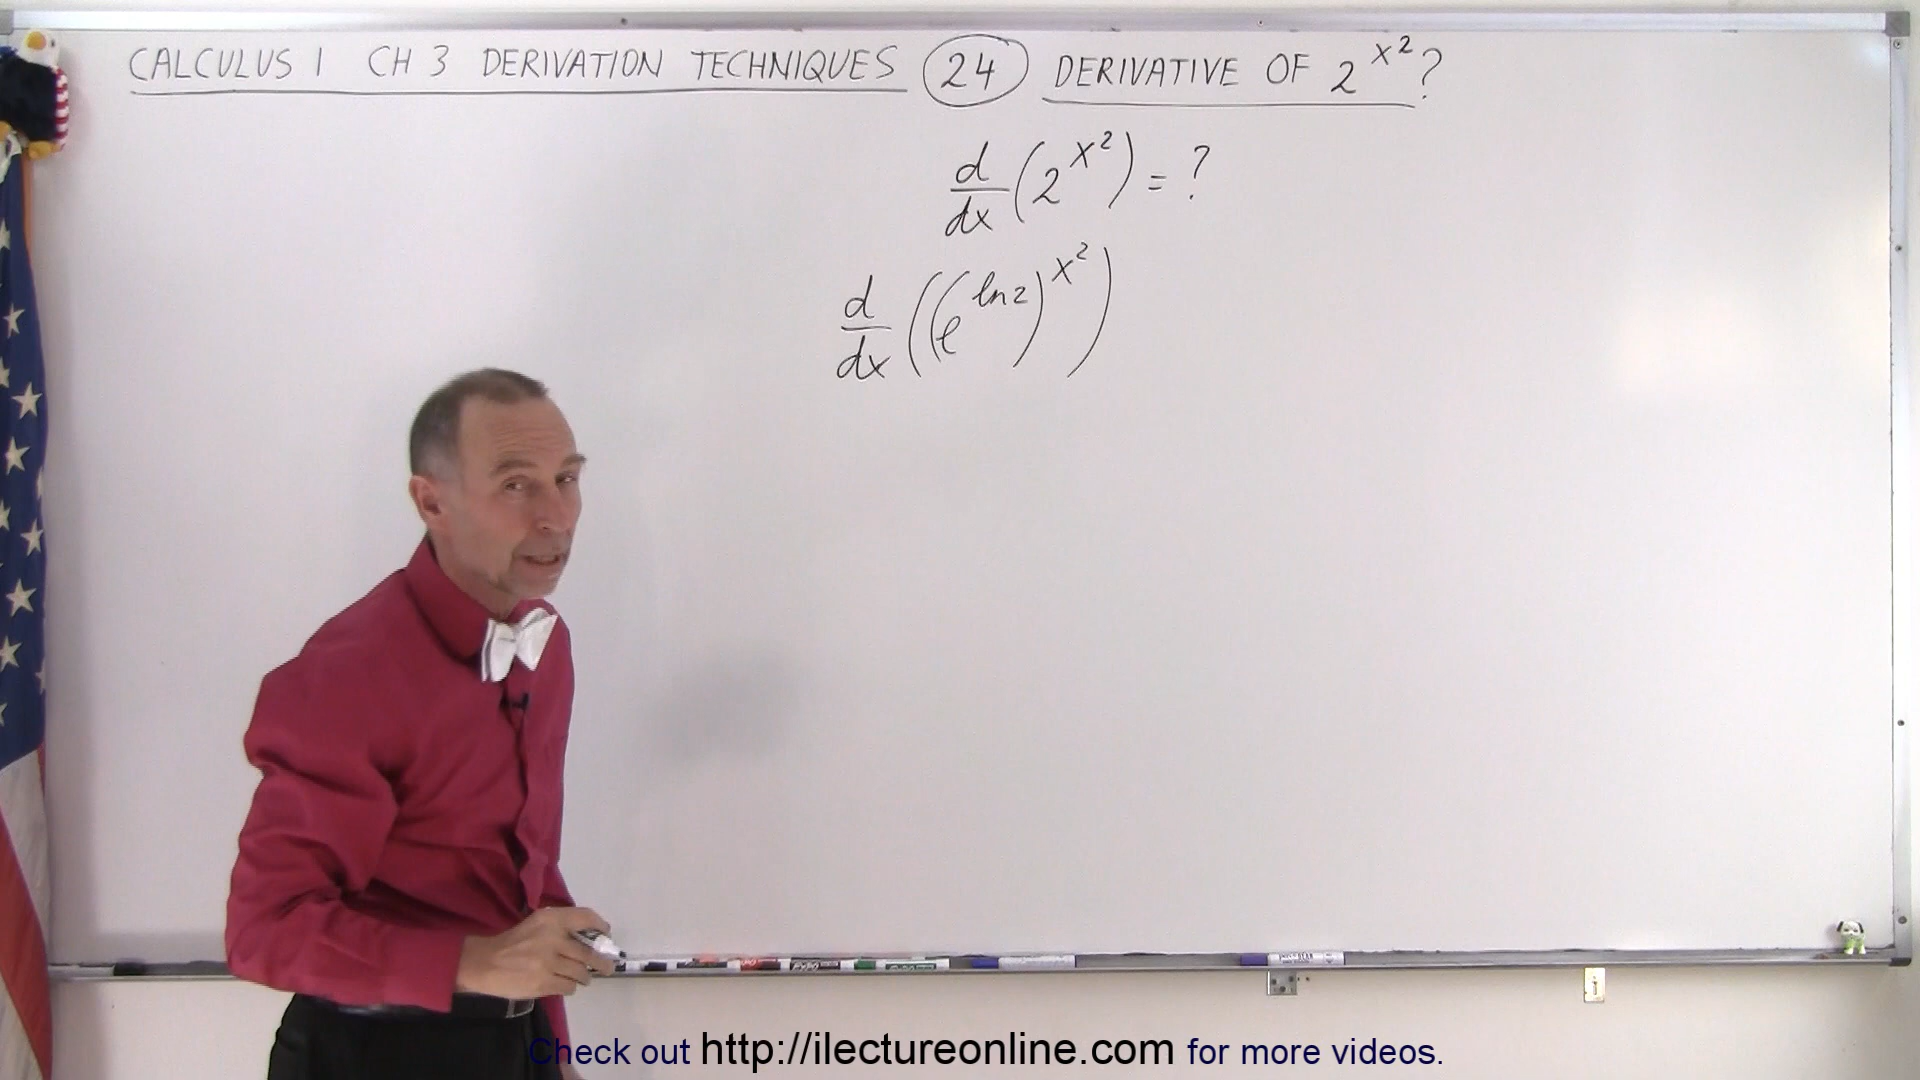 CALCULUS 1 CH 3 DERIVATION TECHNIQUES 24 DERIVATIVE OF 2^x²?
d/dx (2^x²) = ?
d/dx ((e^ln2)^x²)
Check out http://ilectureonline.com for more videos.